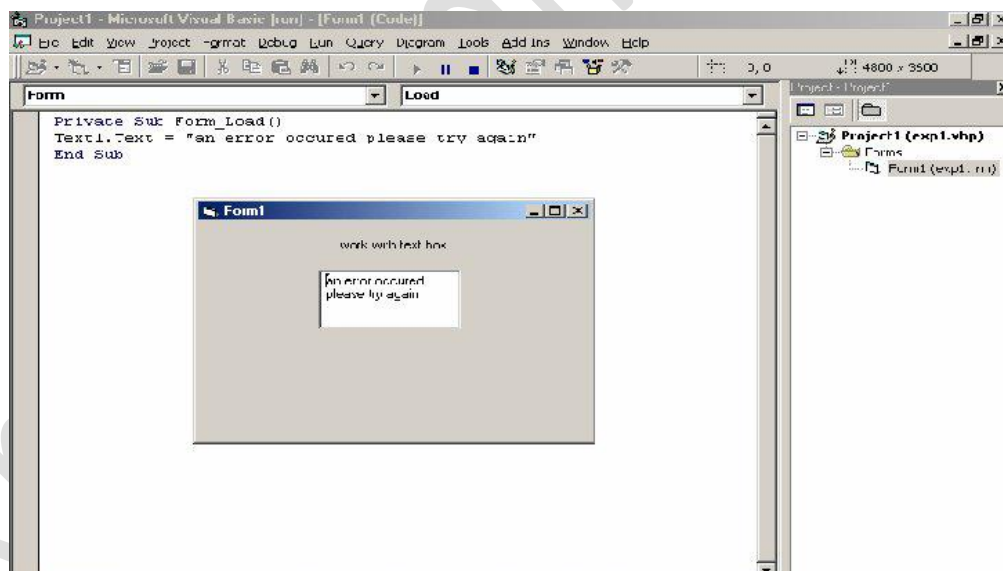 Project1 - Microsoft Visual Basic [run] - [Form1 (Code)]
File Edit View Project Format Debug Run Query Diagram Tools Add-Ins Window Help
0, 0 4800 x 3500
Form Load
Project - Project1
Private Sub Form_Load()
Text1.Text = "an error occured please try again"
End Sub
Project1 (exp1.vbp)
Forms
Form1 (exp1.frm)
Form1
work with text box
an error occured
please try again